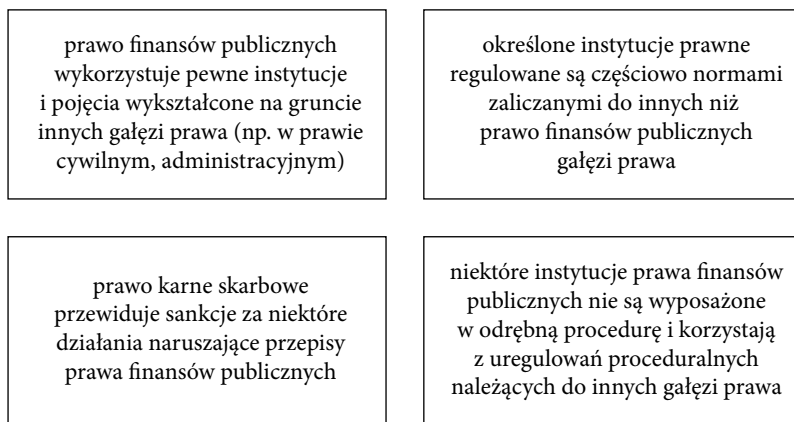 prawo finansów publicznych
wykorzystuje pewne instytucje
i pojęcia wykształcone na gruncie
innych gałęzi prawa (np. w prawie
cywilnym, administracyjnym)
określone instytucje prawne
regulowane są częściowo normami
zaliczanymi do innych niż
prawo finansów publicznych
gałęzi prawa
prawo karne skarbowe
przewiduje sankcje za niektóre
działania naruszające przepisy
prawa finansów publicznych
niektóre instytucje prawa finansów
publicznych nie są wyposażone
w odrębną procedurę i korzystają
z uregulowań proceduralnych
należących do innych gałęzi prawa